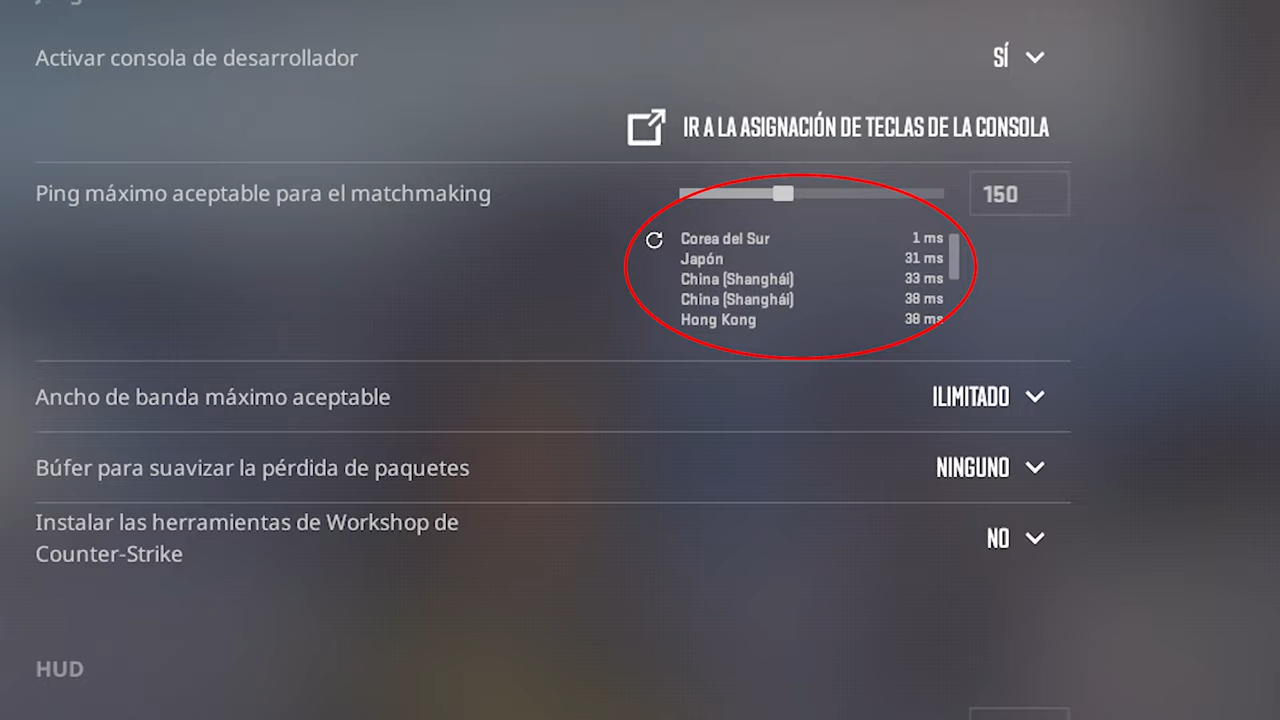 Activar consola de desarrollador
SÍ
IR A LA ASIGNACIÓN DE TECLAS DE LA CONSOLA
Ping máximo aceptable para el matchmaking
150
Corea del Sur 1 ms
Japón 31 ms
China (Shanghái) 33 ms
China (Shanghái) 38 ms
Hong Kong 38 ms
Ancho de banda máximo aceptable
ILIMITADO
Búfer para suavizar la pérdida de paquetes
NINGUNO
Instalar las herramientas de Workshop de
Counter-Strike
NO
HUD